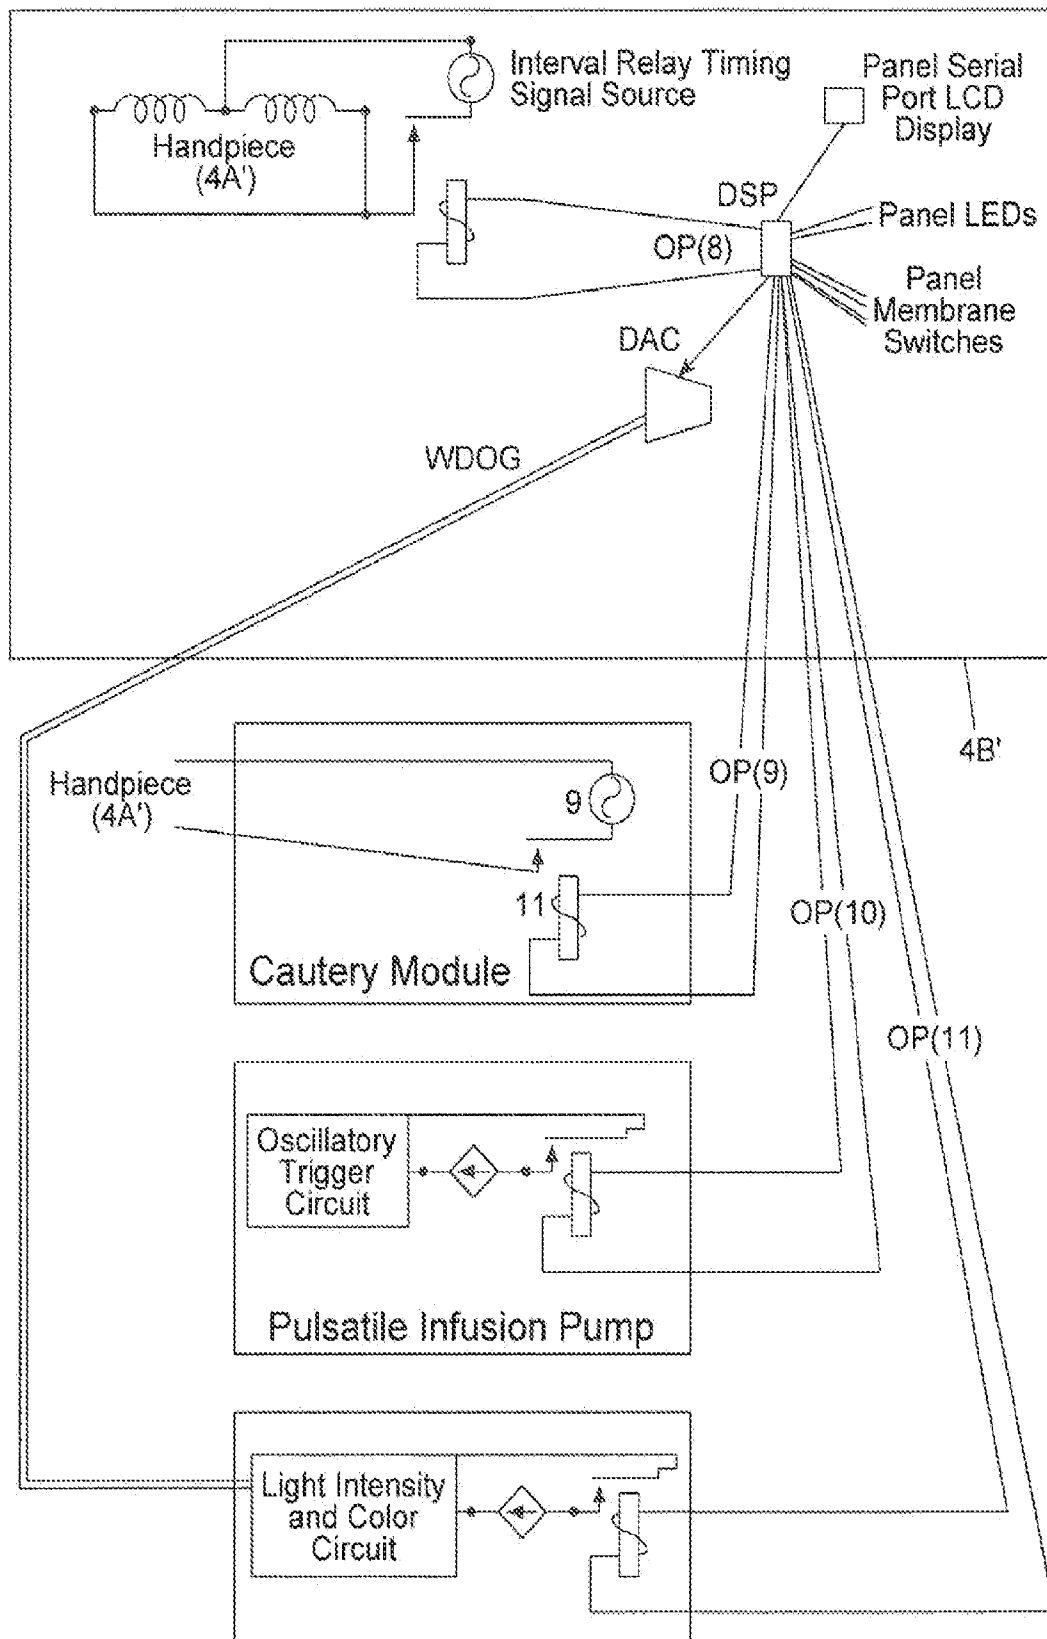 Interval Relay Timing
Signal Source
Panel Serial
Port LCD
Display
Handpiece
(4A')
DSP
Panel LEDs
OP(8)
Panel
Membrane
Switches
DAC
WDOG
4B'
Handpiece
(4A')
9
OP(9)
11
Cautery Module
OP(10)
OP(11)
Oscillatory
Trigger
Circuit
Pulsatile Infusion Pump
Light Intensity
and Color
Circuit